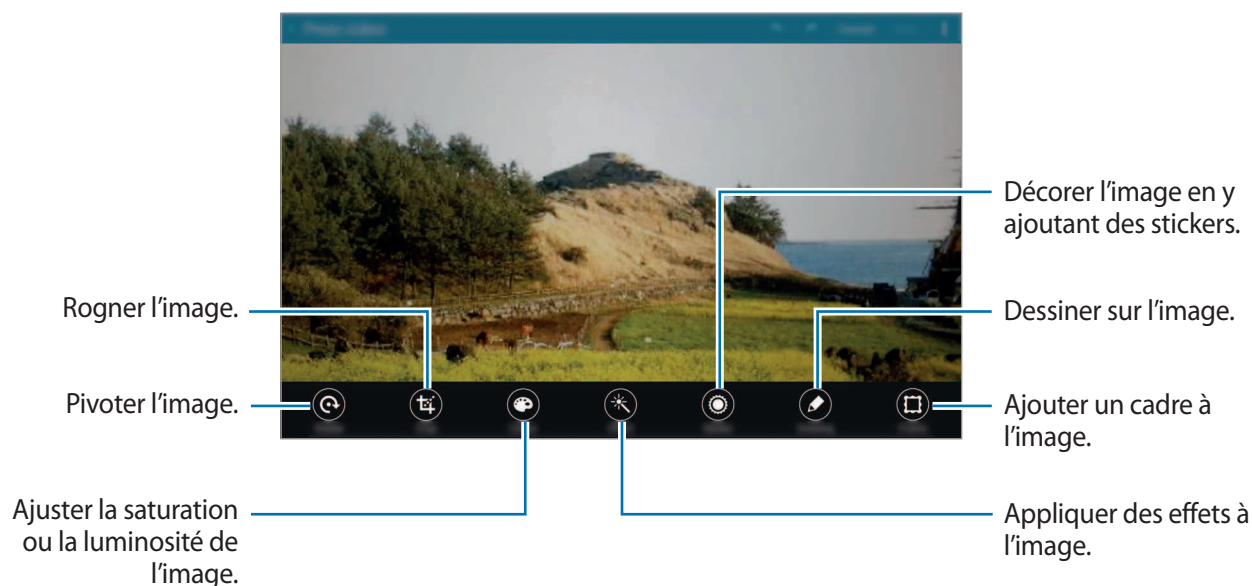 Décorer l'image en y
ajoutant des stickers.
Rogner l'image.
Dessiner sur l'image.
Pivoter l'image.
Ajouter un cadre à
l'image.
Ajuster la saturation
ou la luminosité de
l'image.
Appliquer des effets à
l'image.